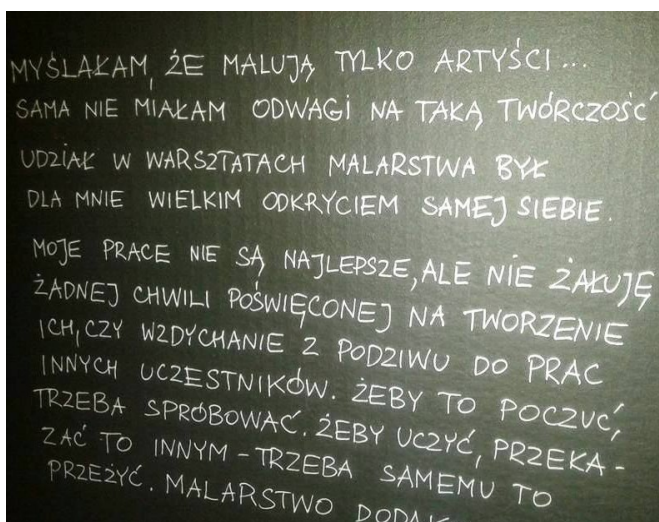 MYŚLAŁAM, ŻE MALUJĄ TYLKO ARTYŚCI...
SAMA NIE MIAŁAM ODWAGI NA TAKĄ TWÓRCZOŚĆ
UDZIAŁ W WARSZTATACH MALARSTWA BYŁ
DLA MNIE WIELKIM ODKRYCIEM SAMEJ SIEBIE.
MOJE PRACE NIE SĄ NAJLEPSZE, ALE NIE ŻAŁUJĘ
ŻADNEJ CHWILI POŚWIĘCONEJ NA TWORZENIE
ICH, CZY WZDYCHANIE Z PODZIWU DO PRAC
INNYCH UCZESTNIKÓW. ŻEBY TO POCZUĆ,
TRZEBA SPRÓBOWAĆ. ŻEBY UCZYĆ, PRZEKA-
ZAĆ TO INNYM - TRZEBA SAMEMU TO
PRZEŻYĆ. MALARSTWO